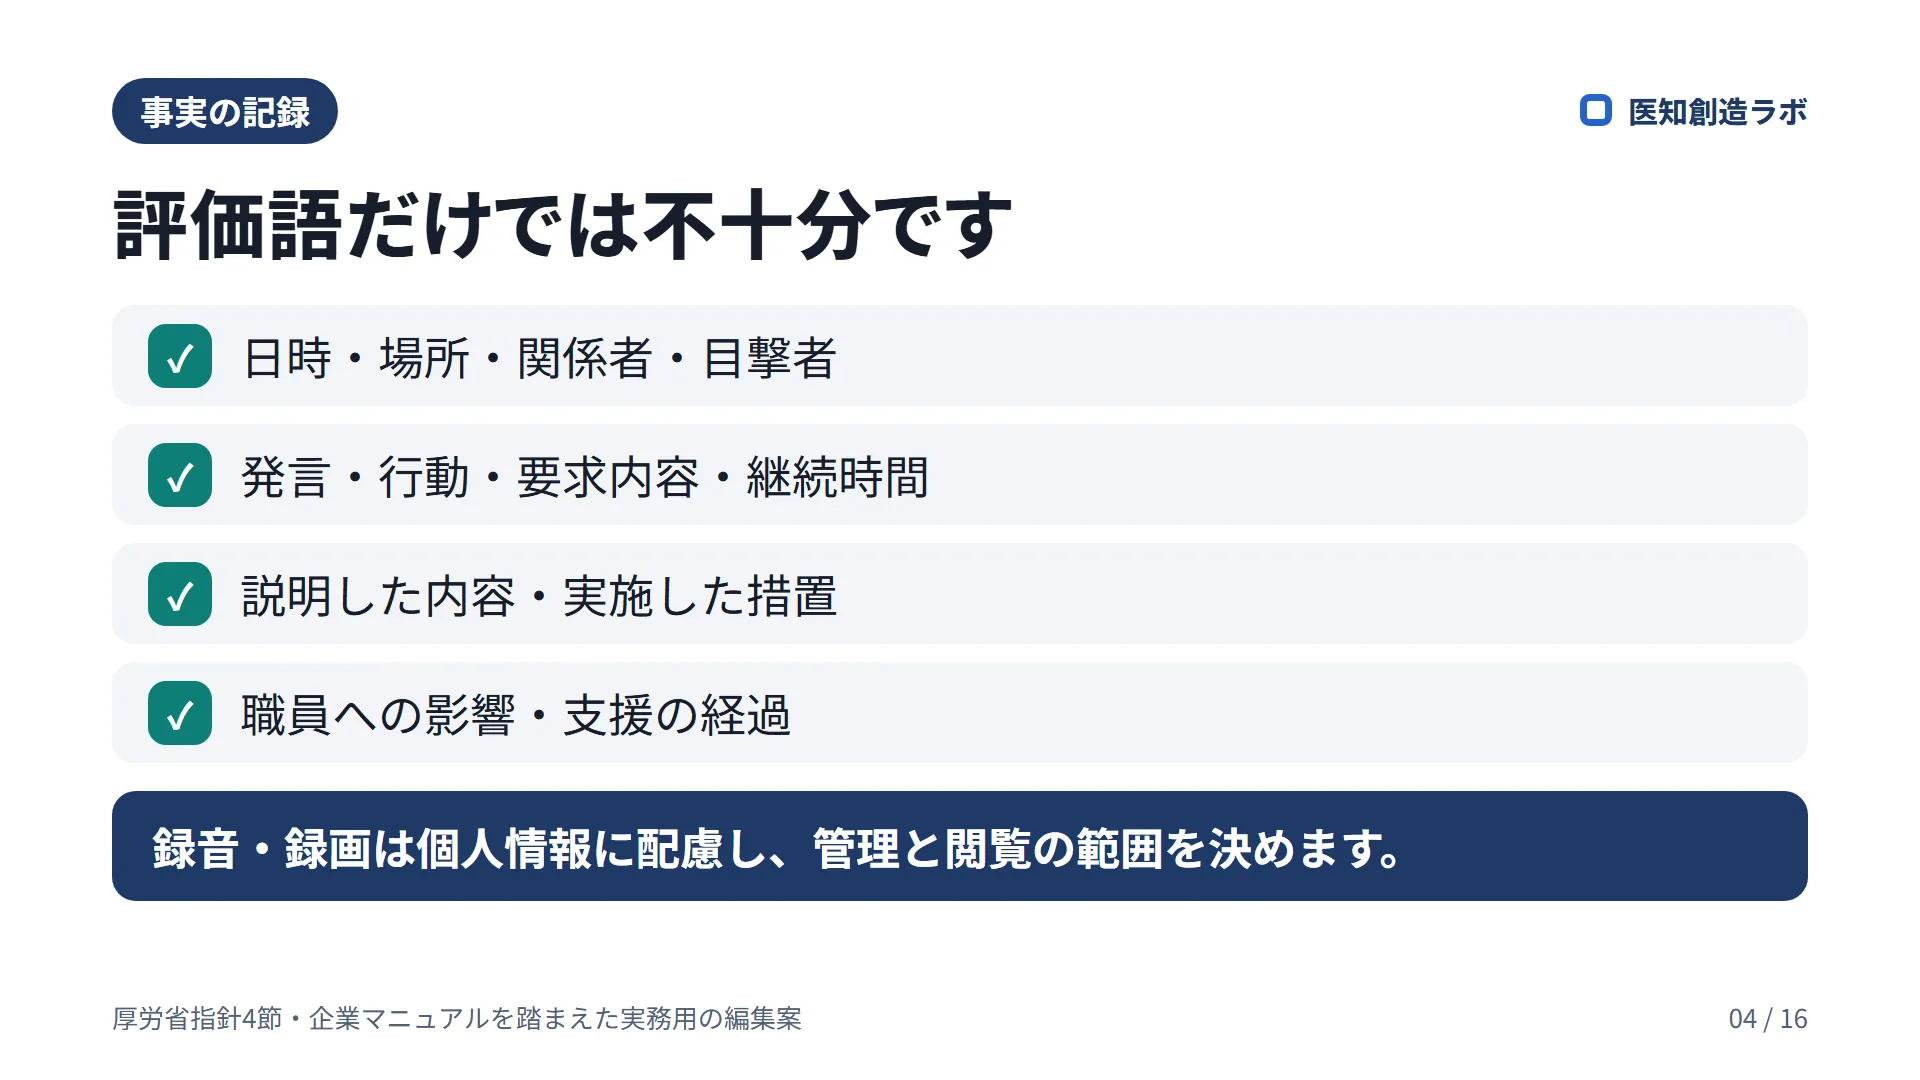 事実の記録
医知創造ラボ
評価語だけでは不十分です
日時・場所・関係者・目撃者
発言・行動・要求内容・継続時間
説明した内容・実施した措置
職員への影響・支援の経過
録音・録画は個人情報に配慮し、管理と閲覧の範囲を決めます。
厚労省指針4節・企業マニュアルを踏まえた実務用の編集案
04 / 16